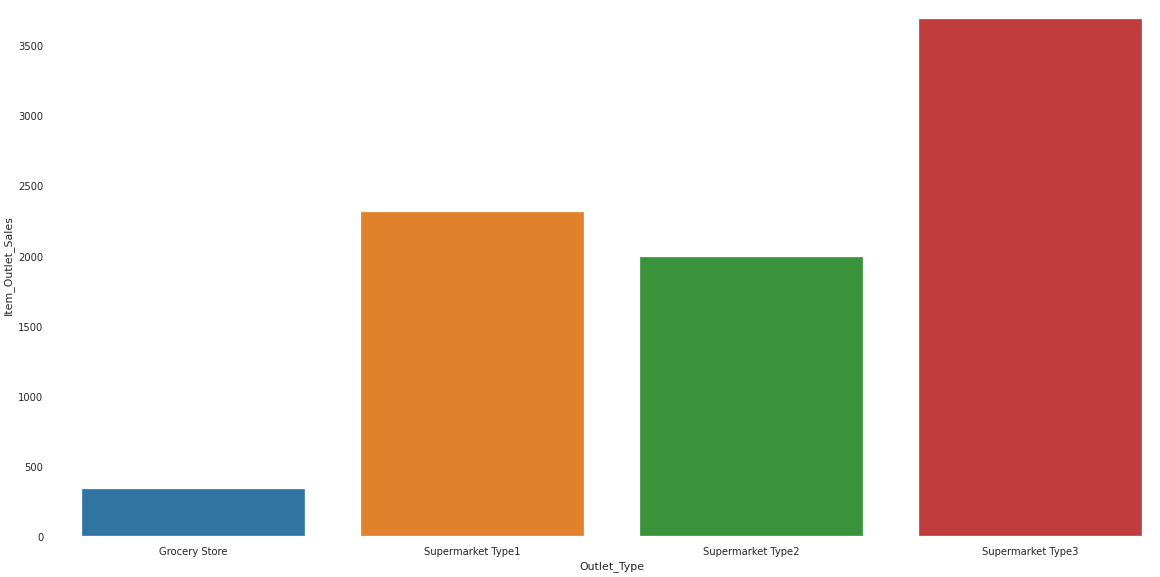 3500
3000
2500
2000
1500
1000
500
0
Item_Outlet_Sales
Grocery Store
Supermarket Type1
Supermarket Type2
Supermarket Type3
Outlet_Type